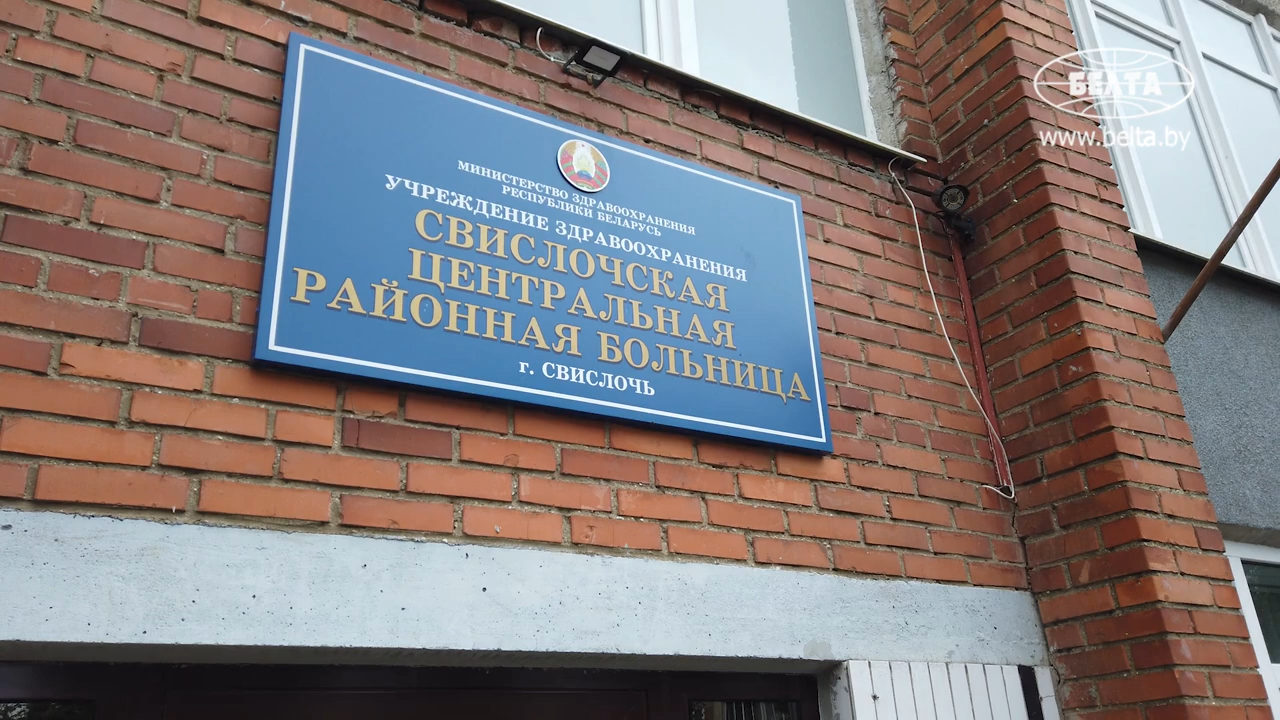 МИНИСТЕРСТВО ЗДРАВООХРАНЕНИЯ
РЕСПУБЛИКИ БЕЛАРУСЬ
УЧРЕЖДЕНИЕ ЗДРАВООХРАНЕНИЯ
СВИСЛОЧСКАЯ
ЦЕНТРАЛЬНАЯ
РАЙОННАЯ БОЛЬНИЦА
г. СВИСЛОЧЬ
БЕЛТА
www.belta.by